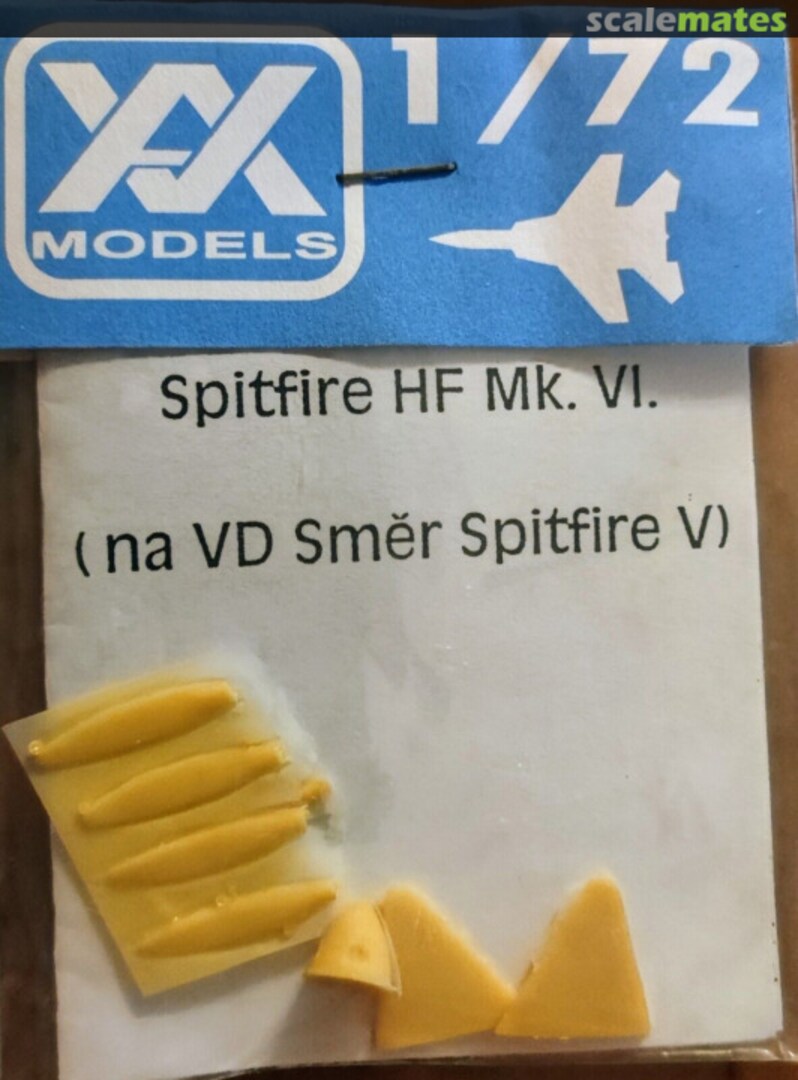 scalemates
1/72
MODELS
Spitfire HF Mk. VI.
(na VD Směr Spitfire V)